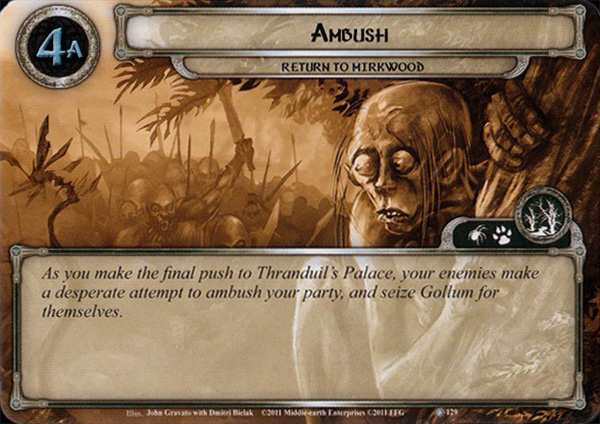 4A
AMBUSH
RETURN TO MIRKWOOD
As you make the final push to Thranduil's Palace, your enemies make
a desperate attempt to ambush your party, and seize Gollum for
themselves.
Illus. John Gravato with Dmitri Bielak ©2011 Middle-earth Enterprises ©2011 FFG 129